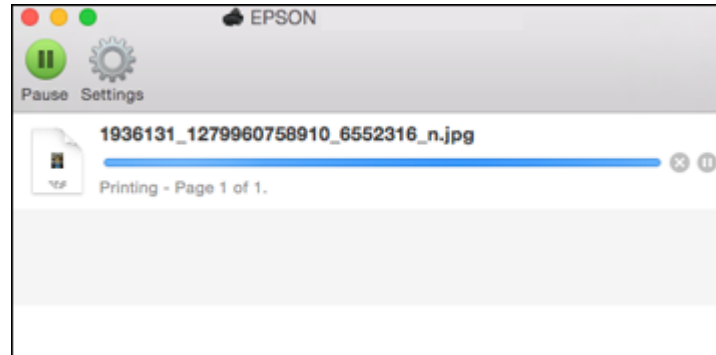 EPSON
Pause Settings
1936131_1279960758910_6552316_n.jpg
Printing - Page 1 of 1.